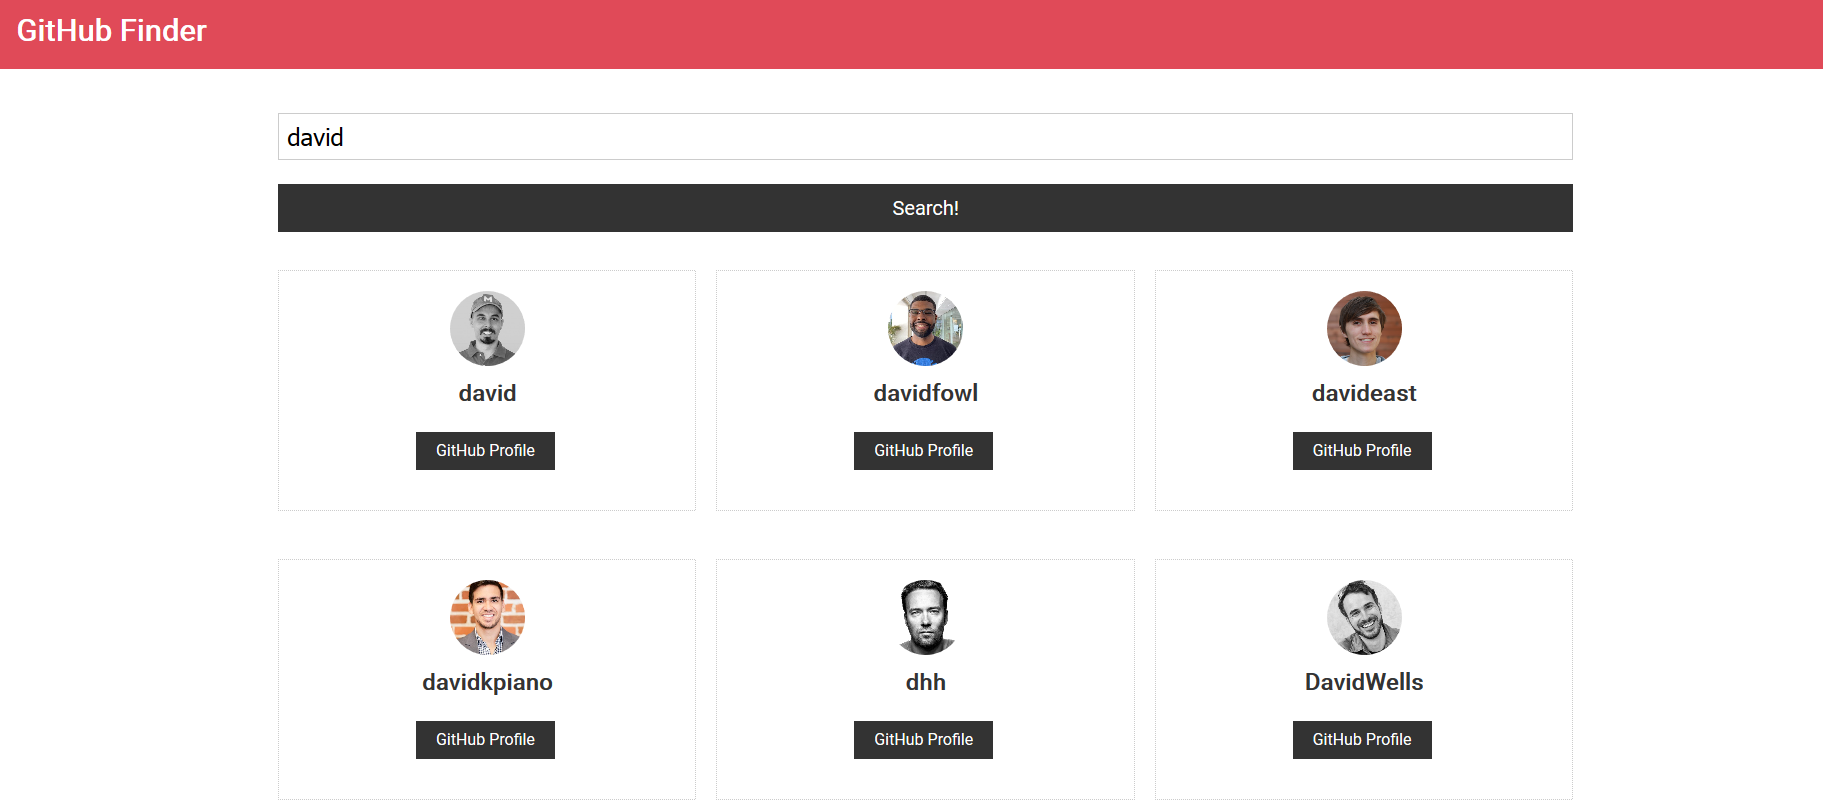 GitHub Finder
david
Search!
david
davidfowl
davideast
GitHub Profile
GitHub Profile
GitHub Profile
davidkpiano
dhh
DavidWells
GitHub Profile
GitHub Profile
GitHub Profile